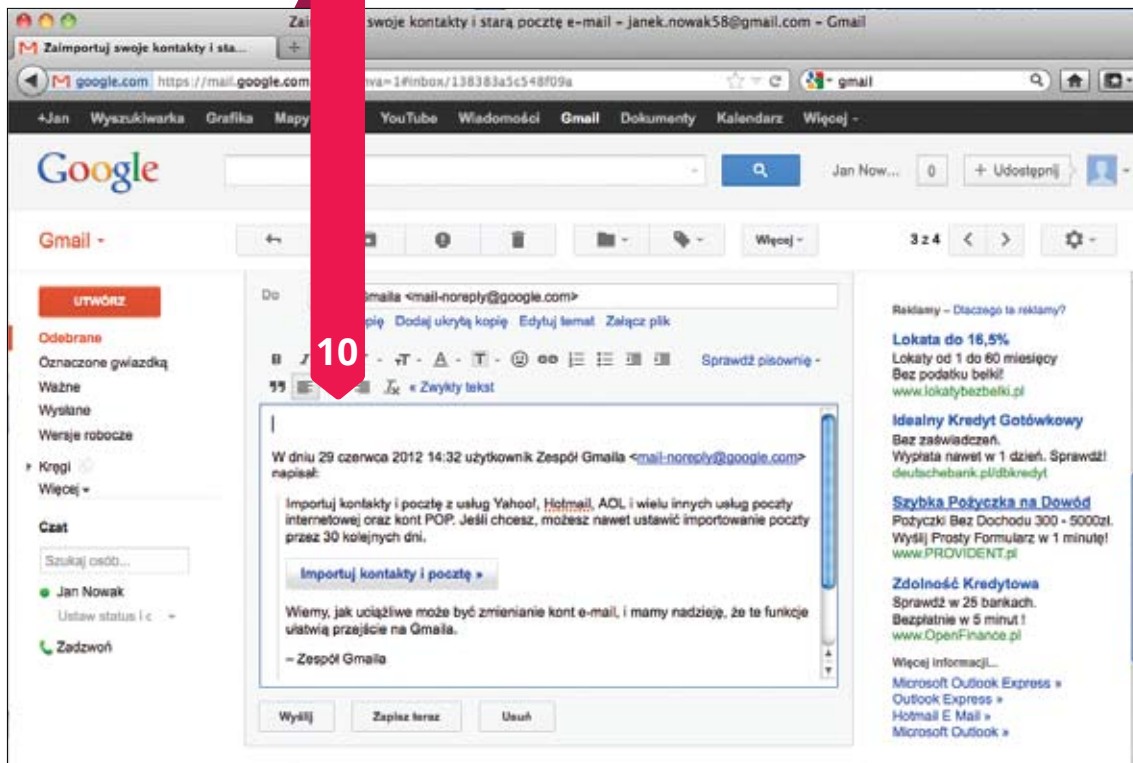 Zai swoje kontakty i starą pocztę e-mail – janek.nowak58@gmail.com – Gmail
Zaimportuj swoje kontakty i sta...
google.com https://mail.google.com va=1#inbox/138383a5c548f09a gmail
+Jan Wyszukiwarka Grafika Mapy YouTube Wiadomości Gmail Dokumenty Kalendarz Więcej
Google Jan Now... 0 + Udostępnij
Gmail Więcej 3 z 4
UTWÓRZ
Odebrane
Oznaczone gwiazdką
Ważne
Wysłane
Wersje robocze
Kręgi
Więcej
Czat
Szukaj osób...
Jan Nowak
Ustaw status i c
Zadzwoń
Do maila <mail-noreply@google.com>
pię Dodaj ukrytą kopię Edytuj temat Załącz plik
10
Sprawdź pisownię
« Zwykły tekst
W dniu 29 czerwca 2012 14:32 użytkownik Zespół Gmaila <mail-noreply@google.com>
napisał:
Importuj kontakty i pocztę z usług Yahoo!, Hotmail, AOL i wielu innych usług poczty
internetowej oraz kont POP. Jeśli chcesz, możesz nawet ustawić importowanie poczty
przez 30 kolejnych dni.
Importuj kontakty i pocztę »
Wiemy, jak uciążliwe może być zmienianie kont e-mail, i mamy nadzieję, że te funkcje
ułatwią przejście na Gmaila.
– Zespół Gmaila
Wyślij Zapisz teraz Usuń
Reklamy – Dlaczego te reklamy?
Lokata do 16,5%
Lokaty od 1 do 60 miesięcy
Bez podatku belki!
www.lokatybezbelki.pl
Idealny Kredyt Gotówkowy
Bez zaświadczeń.
Wypłata nawet w 1 dzień. Sprawdź!
deutschebank.pl/dbkredyt
Szybka Pożyczka na Dowód
Pożyczki Bez Dochodu 300 - 5000zł.
Wyślij Prosty Formularz w 1 minutę!
www.PROVIDENT.pl
Zdolność Kredytowa
Sprawdź w 25 bankach.
Bezpłatnie w 5 minut !
www.OpenFinance.pl
Więcej informacji...
Microsoft Outlook Express »
Outlook Express »
Hotmail E Mail »
Microsoft Outlook »